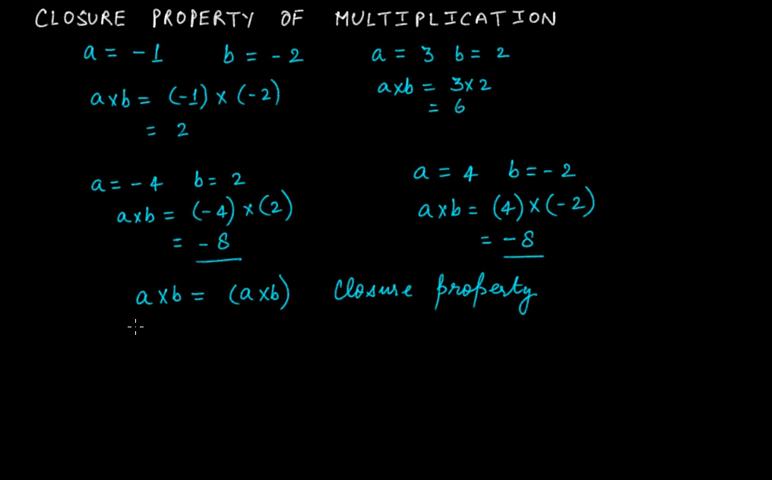 CLOSURE PROPERTY OF MULTIPLICATION
a = -1 b = -2
a×b = (-1) × (-2)
= 2
a = 3 b = 2
a×b = 3×2
= 6
a = -4 b = 2
a×b = (-4) × (2)
= -8
a = 4 b = -2
a×b = (4) × (-2)
= -8
a×b = (a×b) Closure property